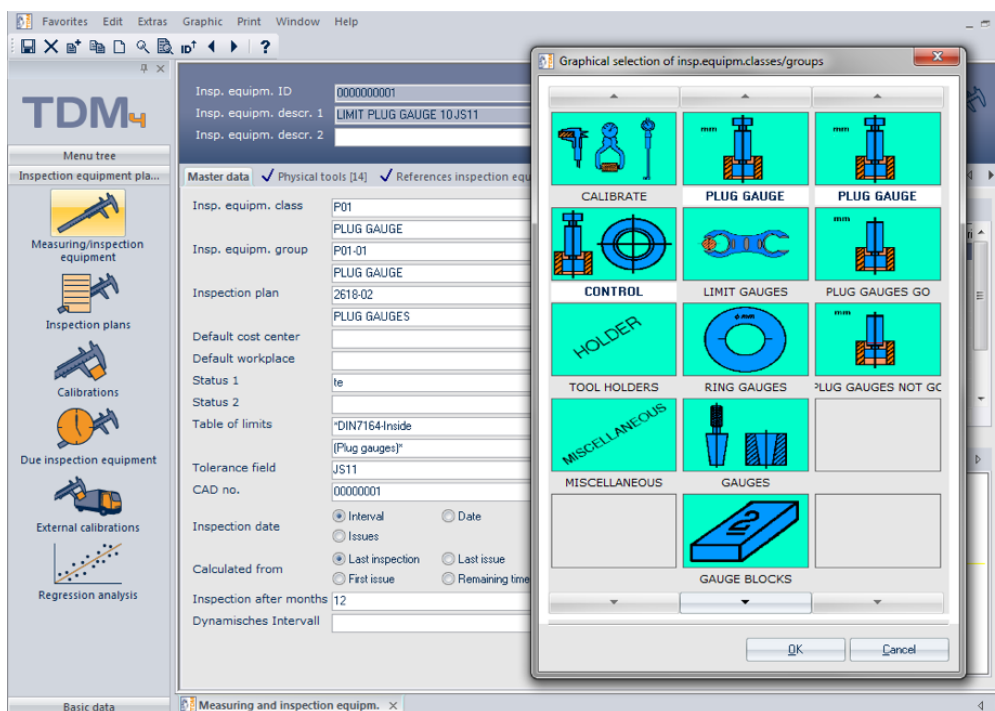 Favorites Edit Extras Graphic Print Window Help
ID ?
TDM4
Menu tree
Inspection equipment pla...
Measuring/inspection
equipment
Inspection plans
Calibrations
Due inspection equipment
External calibrations
Regression analysis
Basic data
Insp. equipm. ID 0000000001
Insp. equipm. descr. 1 LIMIT PLUG GAUGE 10JS11
Insp. equipm. descr. 2
Master data Physical tools [14] References inspection equ
Insp. equipm. class P01
PLUG GAUGE
Insp. equipm. group P01-01
PLUG GAUGE
Inspection plan 2618-02
PLUG GAUGES
Default cost center
Default workplace
Status 1 te
Status 2
Table of limits *DIN7164-Inside
(Plug gauges)*
Tolerance field JS11
CAD no. 00000001
Inspection date Interval Date
Issues
Calculated from Last inspection Last issue
First issue Remaining time
Inspection after months 12
Dynamisches Intervall
Measuring and inspection equipm.
Graphical selection of insp.equipm.classes/groups
mm mm
CALIBRATE PLUG GAUGE PLUG GAUGE
mm
CONTROL LIMIT GAUGES PLUG GAUGES GO
HOLDER mm mm
TOOL HOLDERS RING GAUGES PLUG GAUGES NOT GO
MISCELLANEOUS
MISCELLANEOUS GAUGES
2
GAUGE BLOCKS
OK Cancel